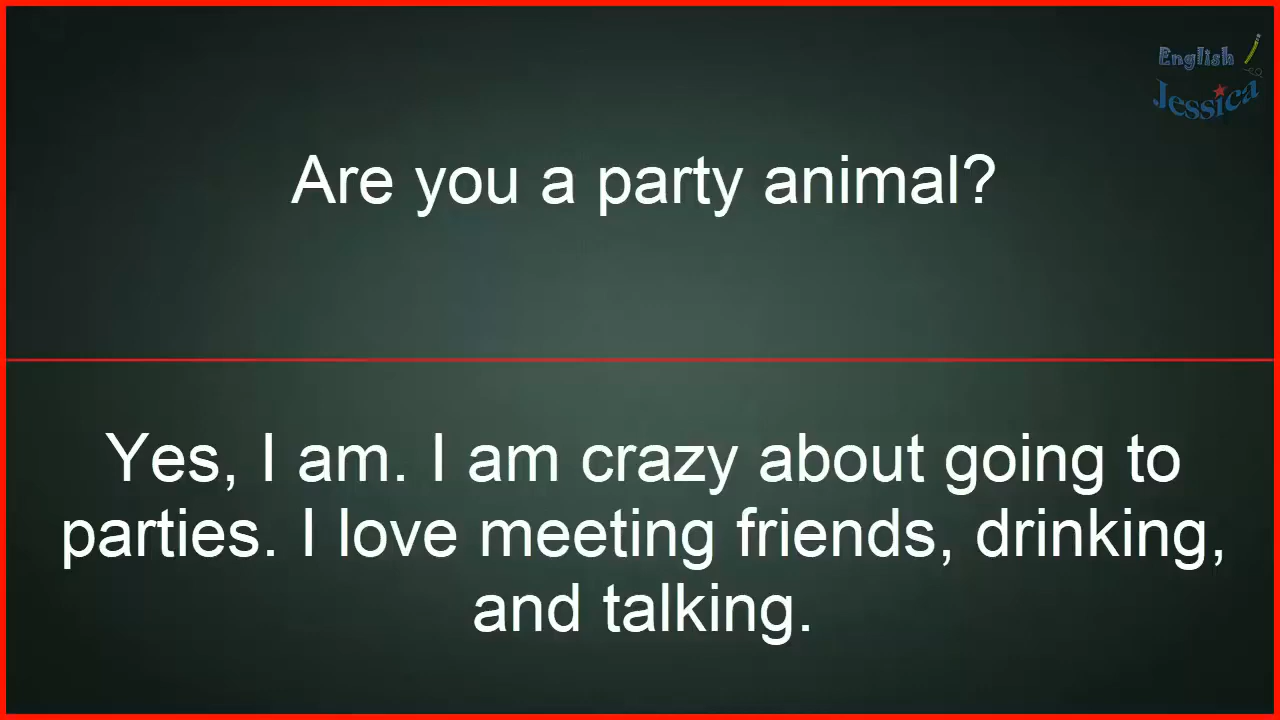 English
Jessica
Are you a party animal?
Yes, I am. I am crazy about going to
parties. I love meeting friends, drinking,
and talking.